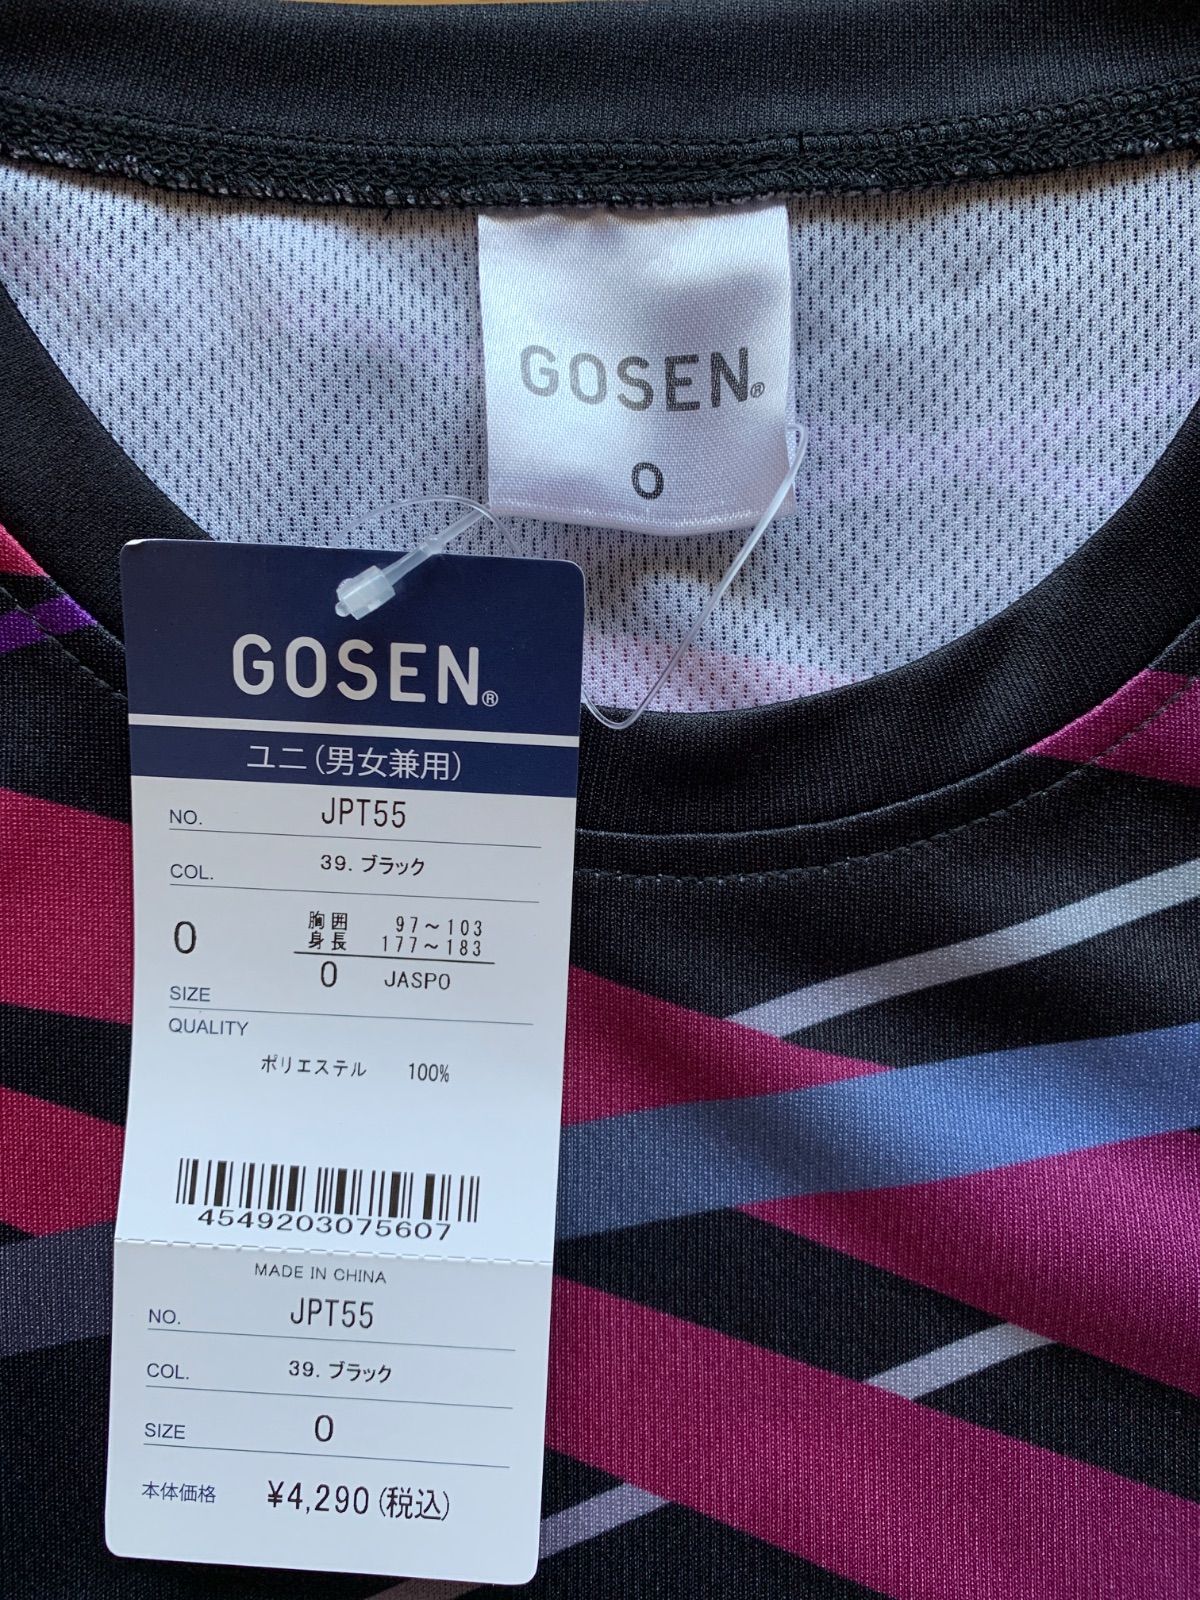 GOSEN®
O
GOSEN®
ユニ(男女兼用)
NO. JPT55
COL. 39. ブラック
O
胸囲 97〜103
身長 177〜183
O JASPO
SIZE
QUALITY
ポリエステル 100%
4549203075607
MADE IN CHINA
NO. JPT55
COL. 39. ブラック
SIZE O
本体価格 ¥4,290(税込)